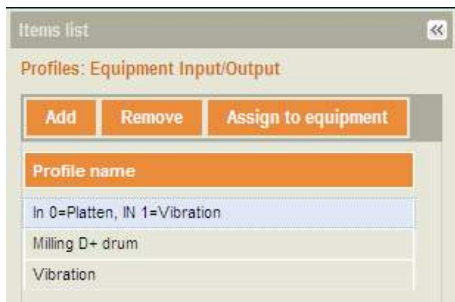 Items list
Profiles: Equipment Input/Output
Add Remove Assign to equipment
Profile name
In 0=Platten, IN 1=Vibration
Milling D+ drum
Vibration